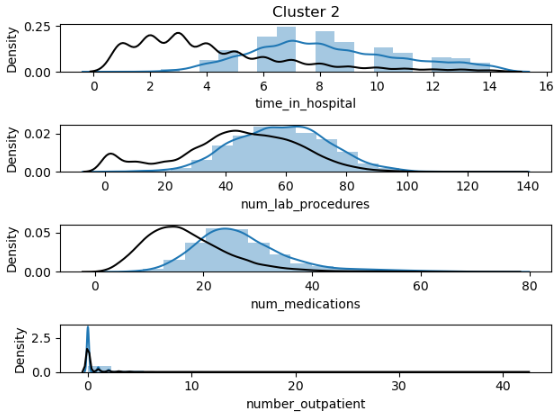 Cluster 2
0.25
0.00
Density
0 2 4 6 8 10 12 14 16
time_in_hospital
0.02
0.00
Density
0 20 40 60 80 100 120 140
num_lab_procedures
0.05
0.00
Density
0 20 40 60 80
num_medications
2.5
0.0
Density
0 10 20 30 40
number_outpatient